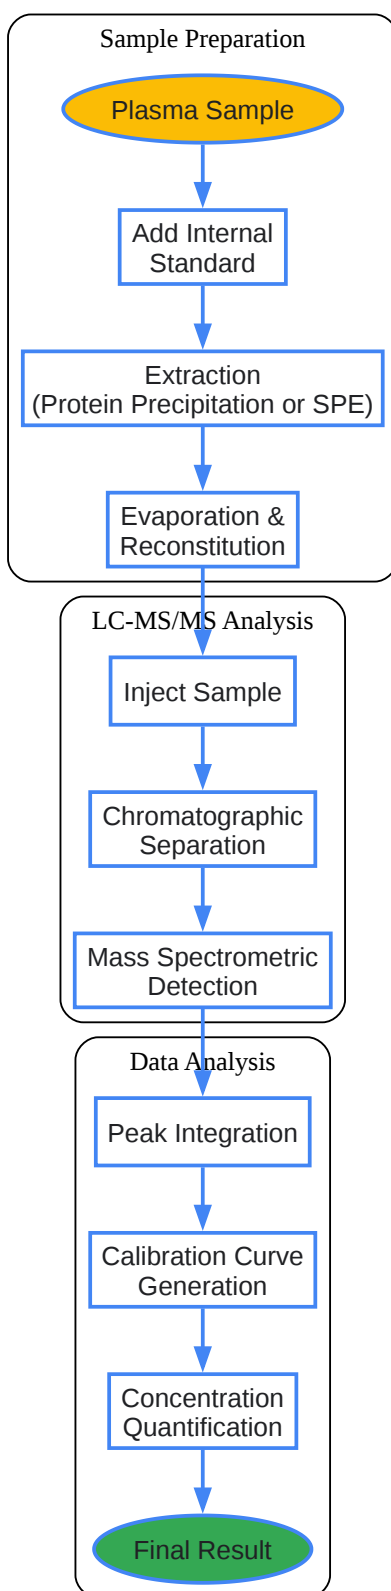 Sample Preparation
Plasma Sample
Add Internal
Standard
Extraction
(Protein Precipitation or SPE)
Evaporation &
Reconstitution
LC-MS/MS Analysis
Inject Sample
Chromatographic
Separation
Mass Spectrometric
Detection
Data Analysis
Peak Integration
Calibration Curve
Generation
Concentration
Quantification
Final Result